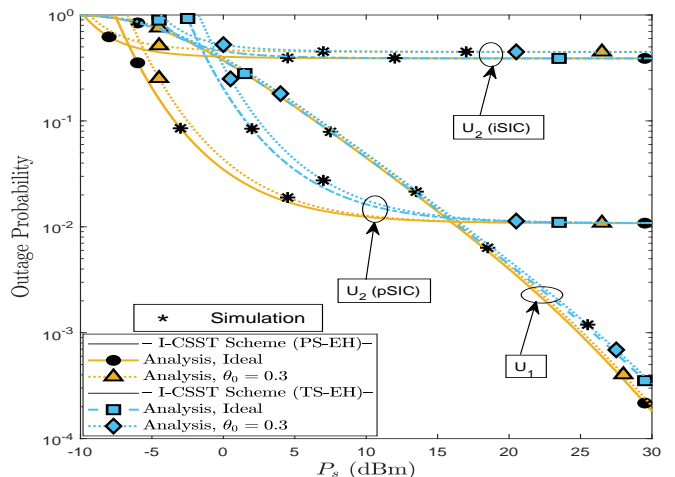 10^0
10^-1
10^-2
10^-3
10^-4
Outage Probability
U_2 (iSIC)
U_2 (pSIC)
U_1
* Simulation
– I-CSST Scheme (PS-EH)–
Analysis, Ideal
Analysis, θ_0 = 0.3
– I-CSST Scheme (TS-EH)–
Analysis, Ideal
Analysis, θ_0 = 0.3
-10 -5 0 5 10 15 20 25 30
P_s (dBm)